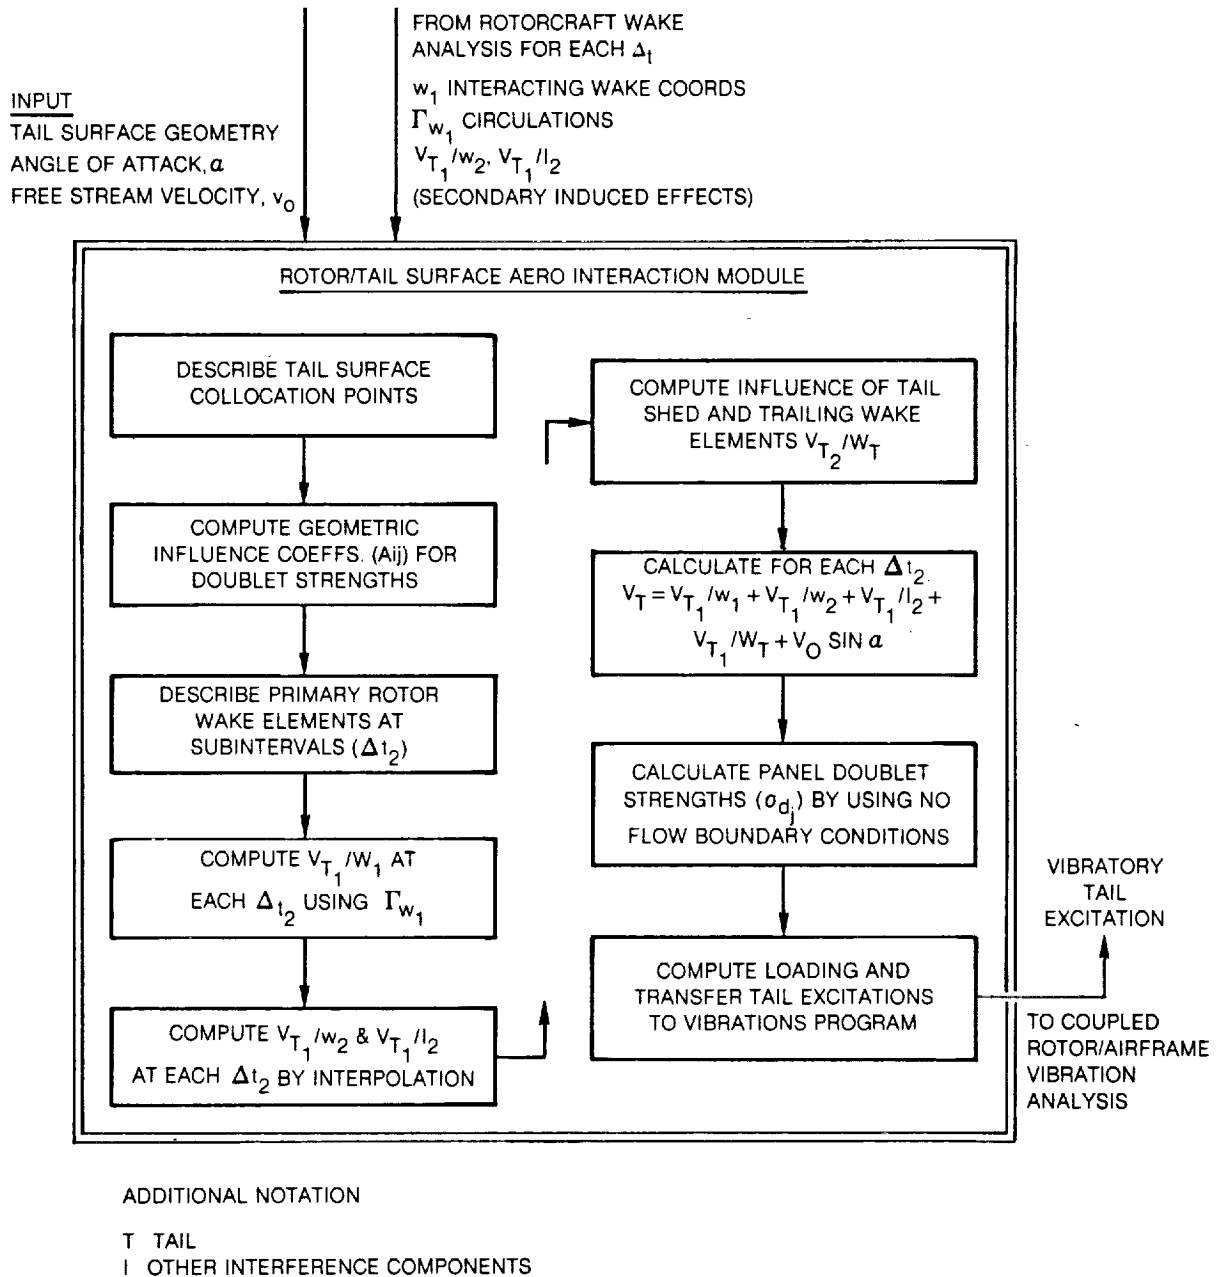 FROM ROTORCRAFT WAKE
ANALYSIS FOR EACH Δt
w1 INTERACTING WAKE COORDS
Γw1 CIRCULATIONS
VT1/w2, VT1/I2
(SECONDARY INDUCED EFFECTS)
INPUT
TAIL SURFACE GEOMETRY
ANGLE OF ATTACK, α
FREE STREAM VELOCITY, vo
ROTOR/TAIL SURFACE AERO INTERACTION MODULE
DESCRIBE TAIL SURFACE
COLLOCATION POINTS
COMPUTE GEOMETRIC
INFLUENCE COEFFS. (Aij) FOR
DOUBLET STRENGTHS
DESCRIBE PRIMARY ROTOR
WAKE ELEMENTS AT
SUBINTERVALS (Δt2)
COMPUTE VT1/W1 AT
EACH Δt2 USING Γw1
COMPUTE VT1/w2 & VT1/I2
AT EACH Δt2 BY INTERPOLATION
COMPUTE INFLUENCE OF TAIL
SHED AND TRAILING WAKE
ELEMENTS VT2/WT
CALCULATE FOR EACH Δt2.
VT = VT1/w1 + VT1/w2 + VT1/I2 +
VT1/WT + VO SIN α
CALCULATE PANEL DOUBLET
STRENGTHS (σdj) BY USING NO
FLOW BOUNDARY CONDITIONS
COMPUTE LOADING AND
TRANSFER TAIL EXCITATIONS
TO VIBRATIONS PROGRAM
VIBRATORY
TAIL
EXCITATION
TO COUPLED
ROTOR/AIRFRAME
VIBRATION
ANALYSIS
ADDITIONAL NOTATION
T TAIL
I OTHER INTERFERENCE COMPONENTS